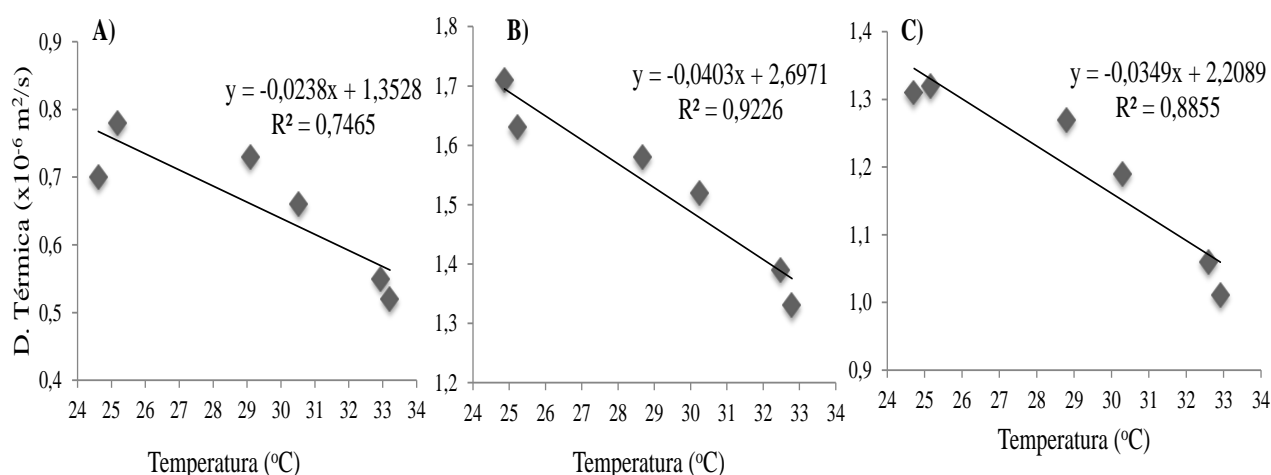 A)
y = -0,0238x + 1,3528
R² = 0,7465
D. Térmica (x10⁻⁶ m²/s)
0,9
0,8
0,7
0,6
0,5
0,4
24 25 26 27 28 29 30 31 32 33 34
Temperatura (ºC)
B)
y = -0,0403x + 2,6971
R² = 0,9226
1,8
1,7
1,6
1,5
1,4
1,3
1,2
24 25 26 27 28 29 30 31 32 33 34
Temperatura (ºC)
C)
y = -0,0349x + 2,2089
R² = 0,8855
1,4
1,3
1,2
1,1
1,0
0,9
24 25 26 27 28 29 30 31 32 33 34
Temperatura (ºC)